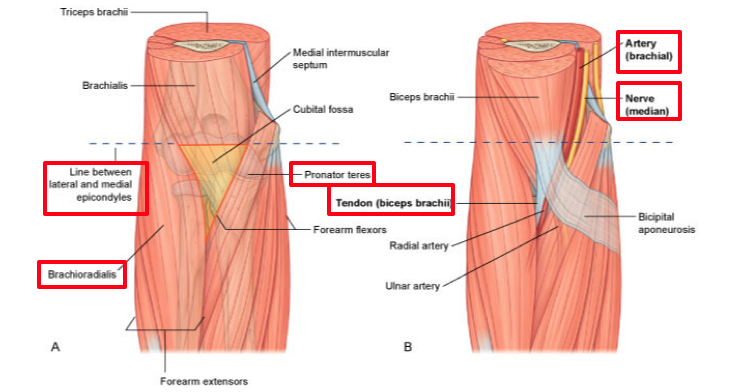 Triceps brachii
Medial intermuscular
septum
Brachialis
Cubital fossa
Line between
lateral and medial
epicondyles
Pronator teres
Forearm flexors
Brachioradialis
A
Forearm extensors
Artery
(brachial)
Biceps brachii
Nerve
(median)
Tendon (biceps brachii)
Bicipital
aponeurosis
Radial artery
Ulnar artery
B